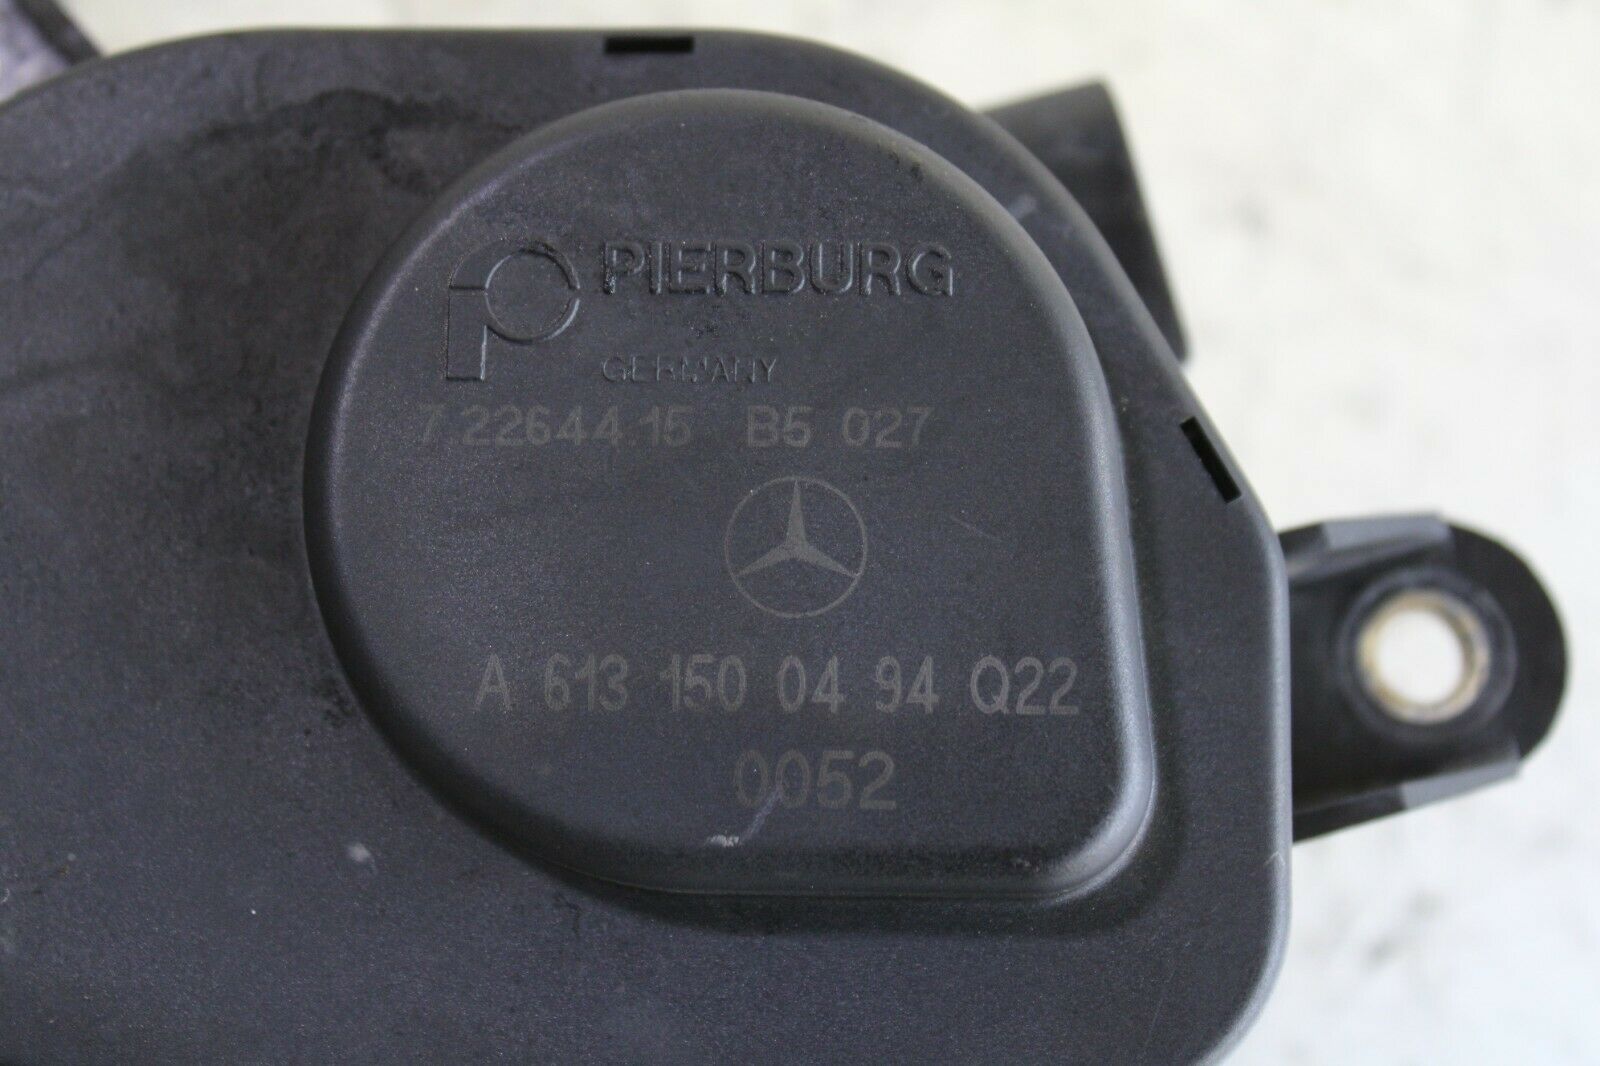 PIERBURG
GERMANY
7.22644.15 B5 027
A 613 150 04 94 Q22
0052